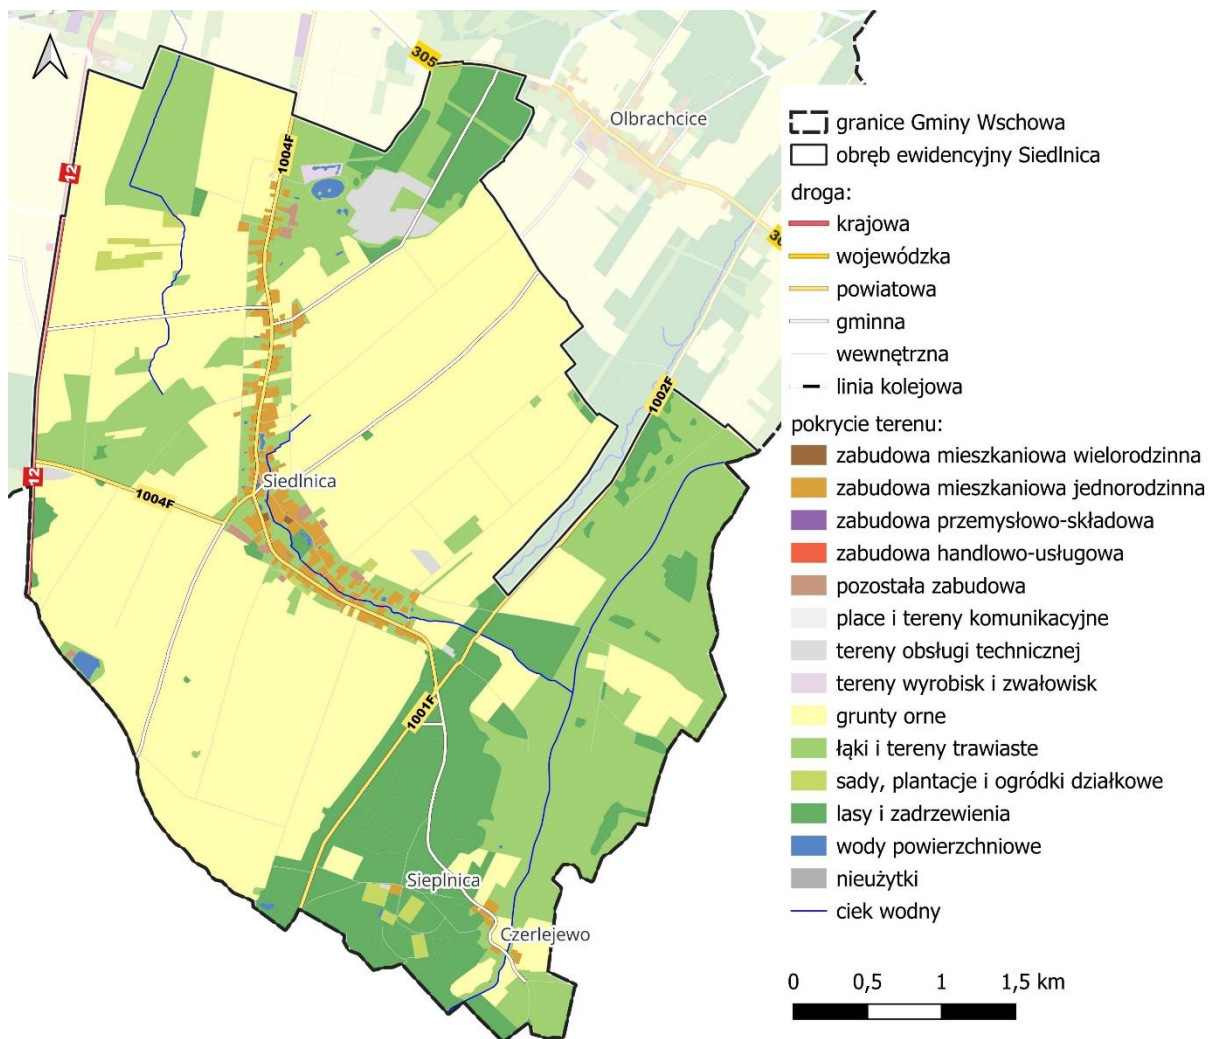 305
Olbrachcice
12
1004F
30
1002F
12
1004F
Siedlnica
1001F
Sieplnica
Czerlejewo
granice Gminy Wschowa
obręb ewidencyjny Siedlnica
droga:
krajowa
wojewódzka
powiatowa
gminna
wewnętrzna
linia kolejowa
pokrycie terenu:
zabudowa mieszkaniowa wielorodzinna
zabudowa mieszkaniowa jednorodzinna
zabudowa przemysłowo-składowa
zabudowa handlowo-usługowa
pozostała zabudowa
place i tereny komunikacyjne
tereny obsługi technicznej
tereny wyrobisk i zwałowisk
grunty orne
łąki i tereny trawiaste
sady, plantacje i ogródki działkowe
lasy i zadrzewienia
wody powierzchniowe
nieużytki
ciek wodny
0 0,5 1 1,5 km